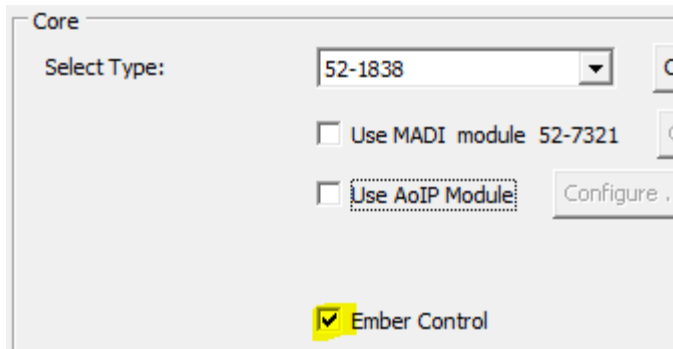 Core
Select Type: 52-1838
Use MADI module 52-7321
Use AoIP Module Configure .
Ember Control